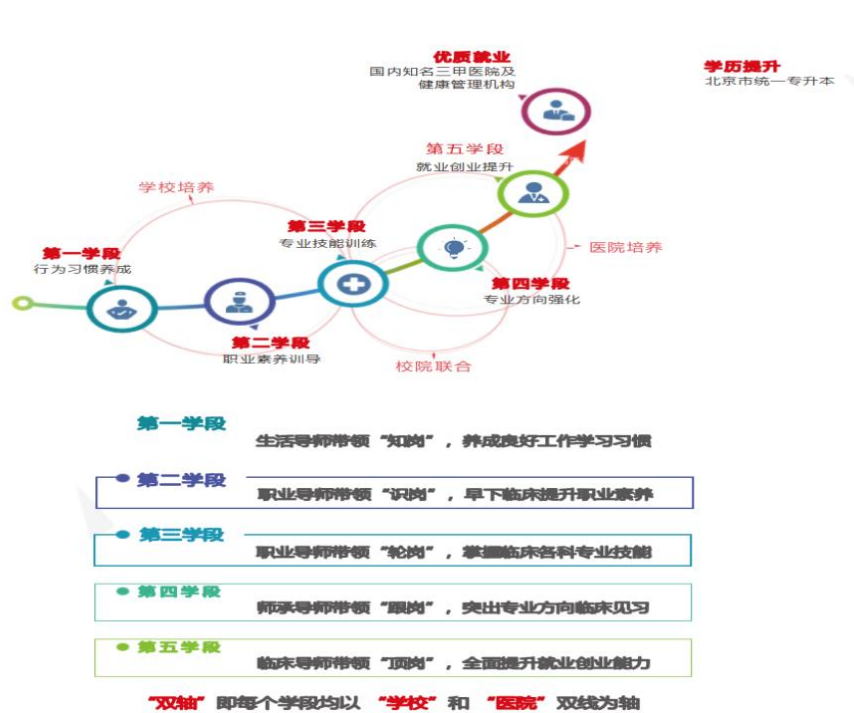 优质就业
国内知名三甲医院及
健康管理机构
学历提升
北京市统一专升本
第五学段
就业创业提升
学校培养
第三学段
专业技能训练
医院培养
第一学段
行为习惯养成
第四学段
专业方向强化
第二学段
职业素养训导
校院联合
第一学段
生活导师带领“知岗”，养成良好工作学习习惯
第二学段
职业导师带领“识岗”，早下临床提升职业素养
第三学段
职业导师带领“轮岗”，掌握临床各科专业技能
第四学段
师承导师带领“跟岗”，突出专业方向临床见习
第五学段
临床导师带领“顶岗”，全面提升就业创业能力
“双轴”即每个学段均以“学校”和“医院”双线为轴